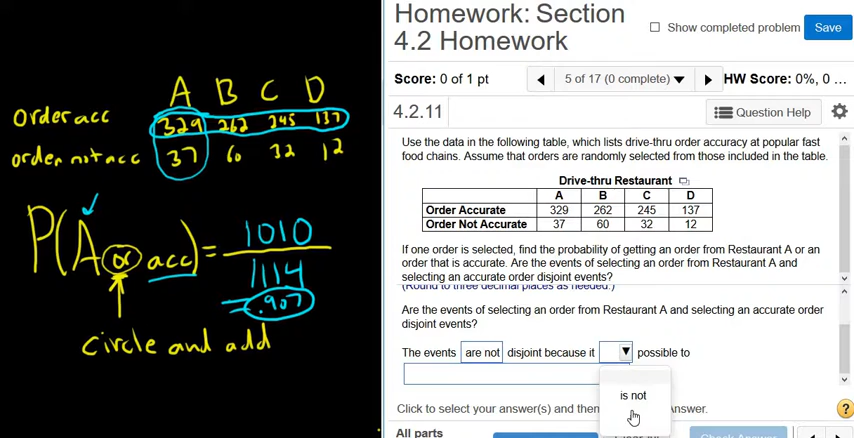 A B C D
order acc 329 262 245 137
order not acc 37 60 32 12
P(A or acc) = 1010
1114
= .907
circle and add
Homework: Section
4.2 Homework
Show completed problem
Save
Score: 0 of 1 pt
5 of 17 (0 complete)
HW Score: 0%, 0 ...
4.2.11
Question Help
Use the data in the following table, which lists drive-thru order accuracy at popular fast
food chains. Assume that orders are randomly selected from those included in the table.
Drive-thru Restaurant
A B C D
Order Accurate 329 262 245 137
Order Not Accurate 37 60 32 12
If one order is selected, find the probability of getting an order from Restaurant A or an
order that is accurate. Are the events of selecting an order from Restaurant A and
selecting an accurate order disjoint events?
(Round to three decimal places as needed.)
Are the events of selecting an order from Restaurant A and selecting an accurate order
disjoint events?
The events are not disjoint because it possible to
is not
Click to select your answer(s) and then Answer.
?
All parts
Check Answer